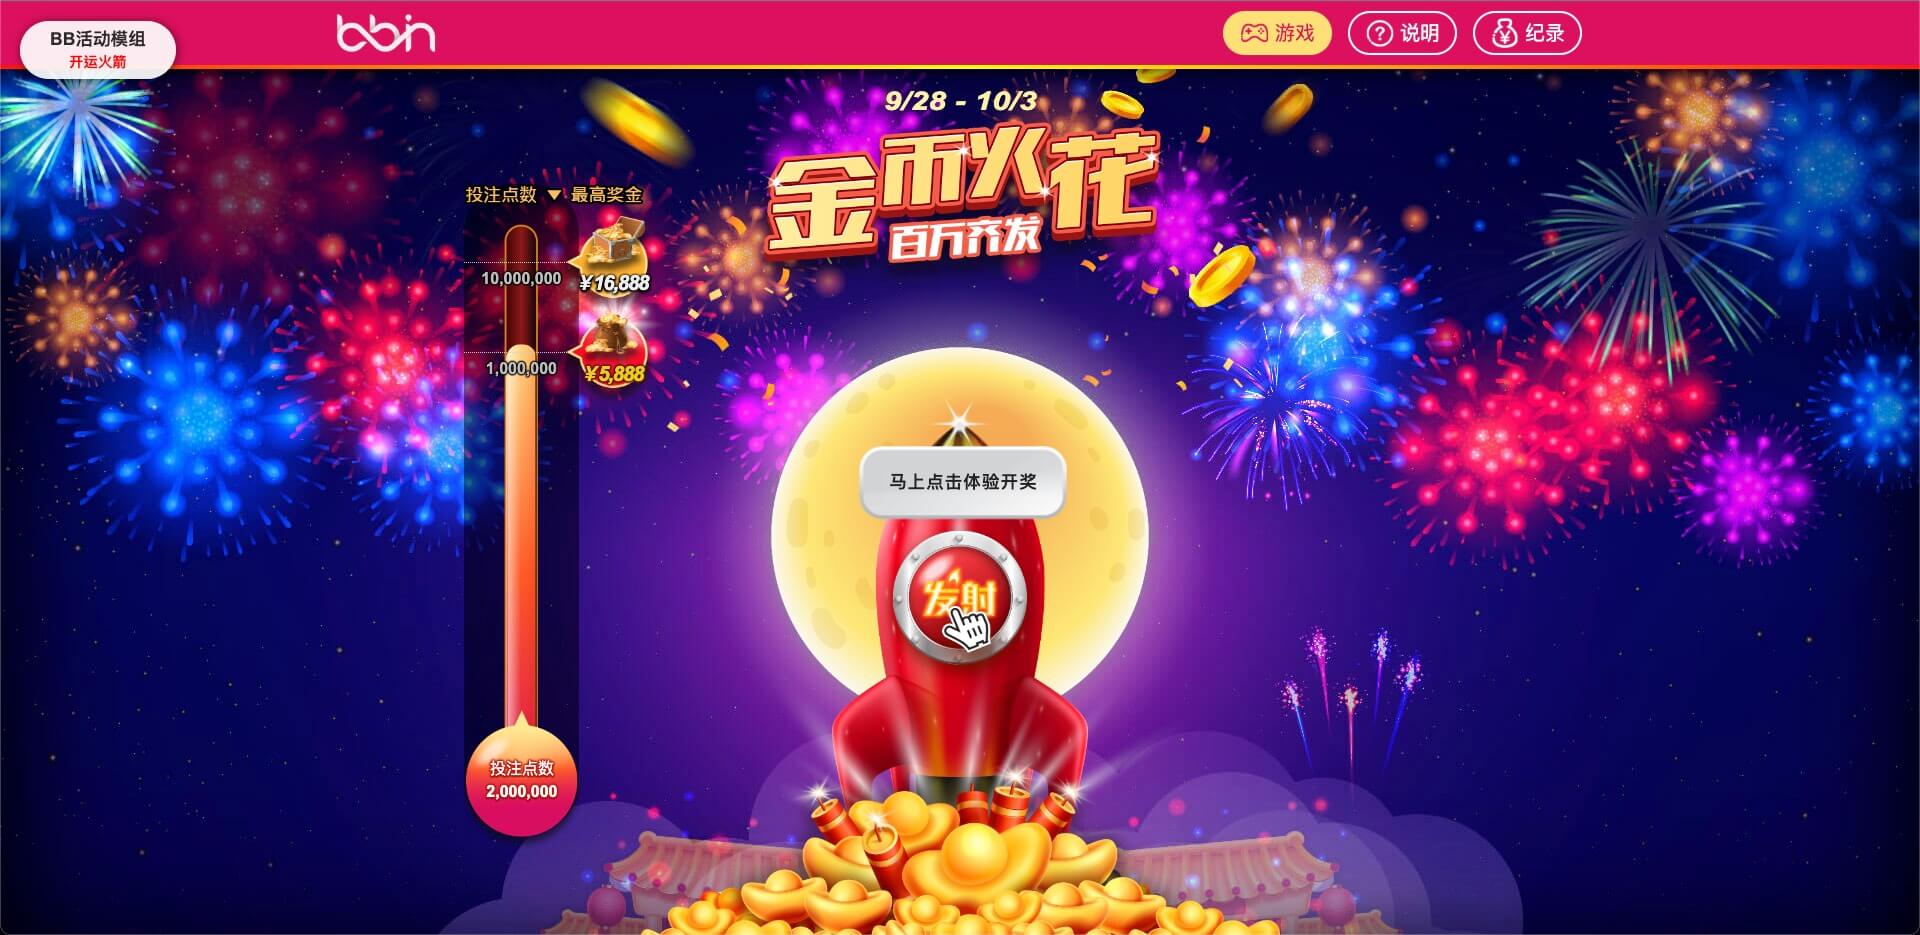 BB活动模组
开运火箭
bbin
游戏
说明
纪录
9/28 - 10/3
金币火花
百万齐发
投注点数 ▼ 最高奖金
10,000,000
¥16,888
1,000,000
¥5,888
马上点击体验开奖
发射
投注点数
2,000,000